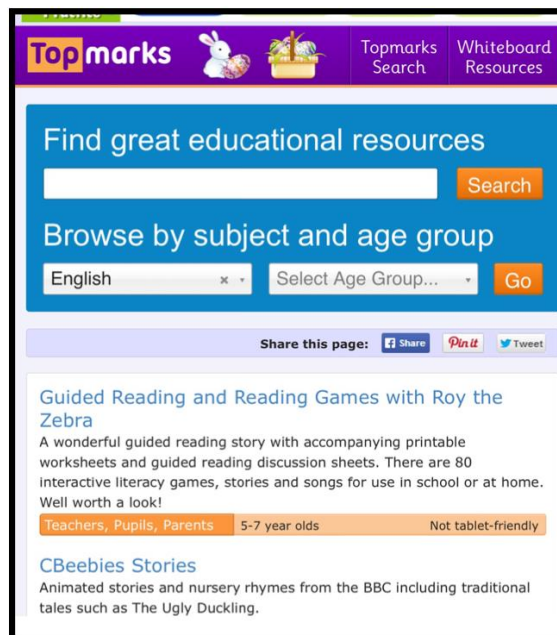 Topmarks
Topmarks Search
Whiteboard Resources
Find great educational resources
Search
Browse by subject and age group
English × Select Age Group... Go
Share this page: Share Pin it Tweet
Guided Reading and Reading Games with Roy the
Zebra
A wonderful guided reading story with accompanying printable
worksheets and guided reading discussion sheets. There are 80
interactive literacy games, stories and songs for use in school or at home.
Well worth a look!
Teachers, Pupils, Parents 5-7 year olds Not tablet-friendly
CBeebies Stories
Animated stories and nursery rhymes from the BBC including traditional
tales such as The Ugly Duckling.